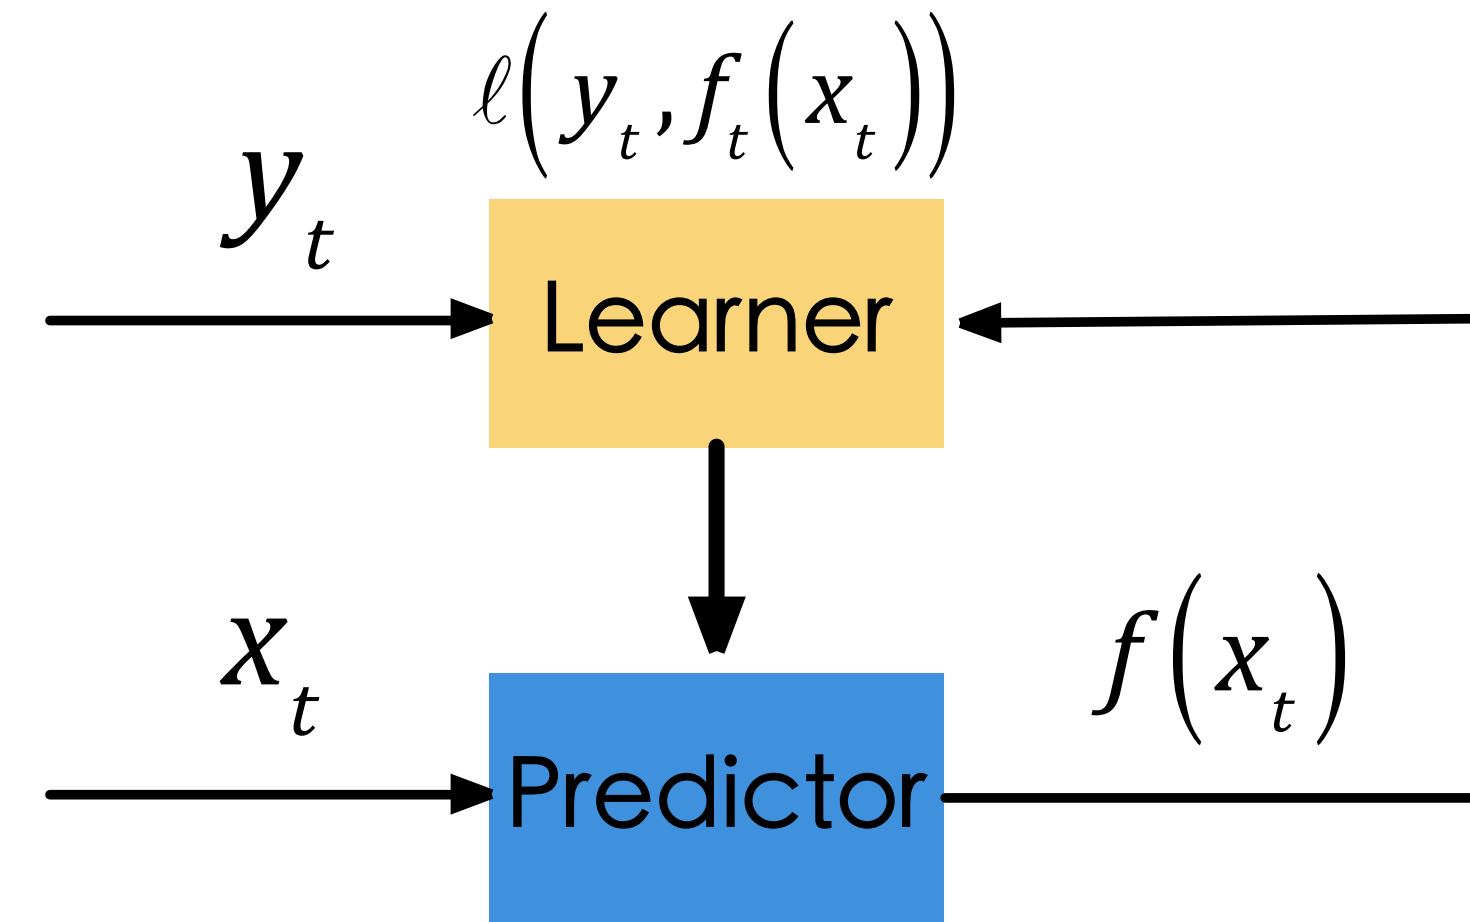 ℓ(y_t, f_t(x_t))
y_t
Learner
x_t
f(x_t)
Predictor